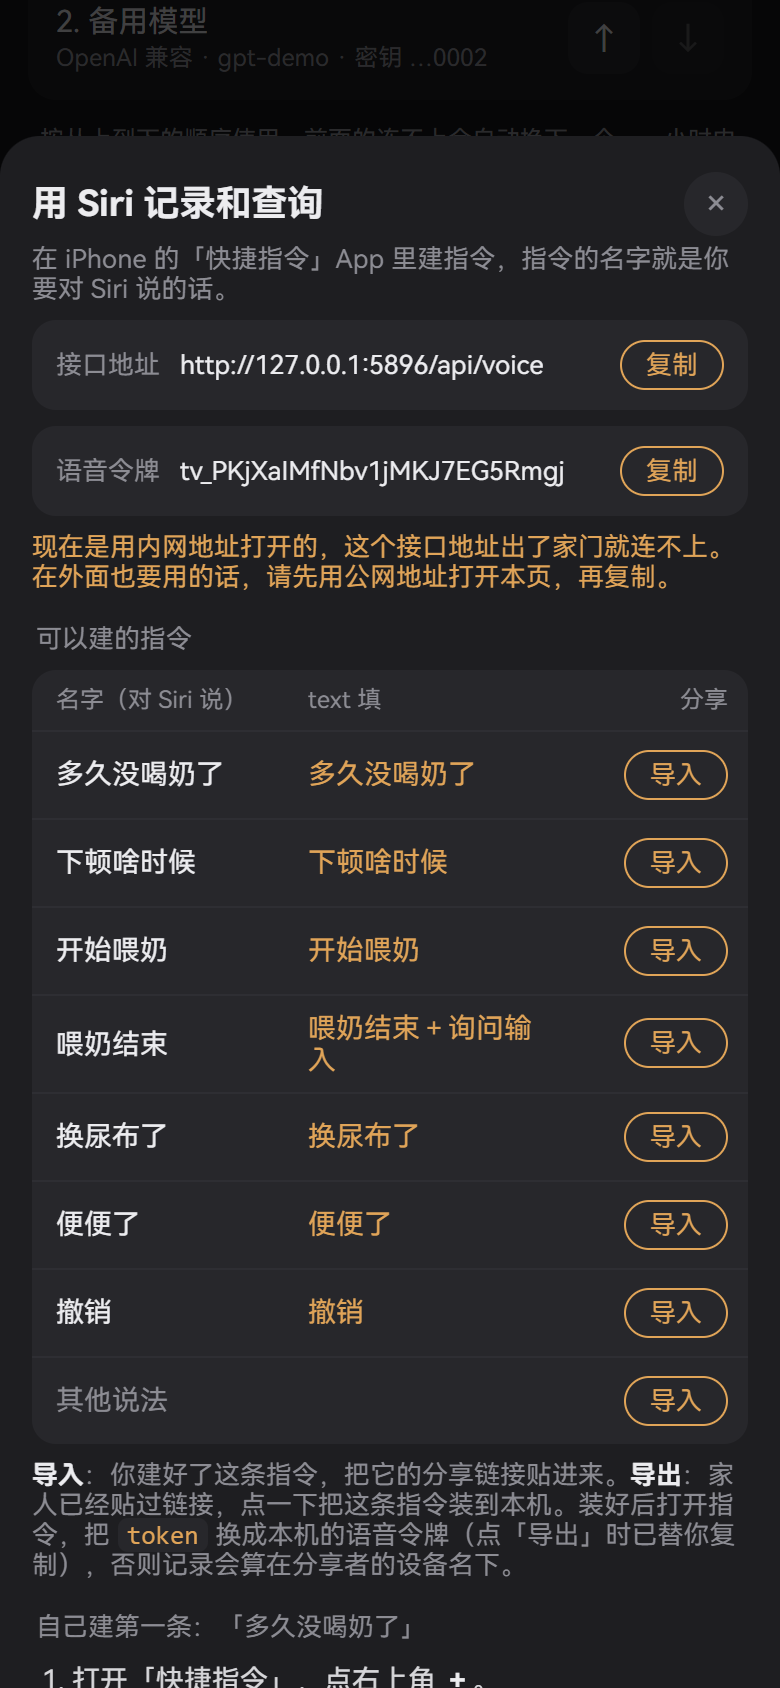 2. 备用模型
OpenAI 兼容 · gpt-demo · 密钥 …0002
↑
↓
用 Siri 记录和查询
×
在 iPhone 的「快捷指令」App 里建指令，指令的名字就是你
要对 Siri 说的话。
接口地址 http://127.0.0.1:5896/api/voice 复制
语音令牌 tv_PKjXaIMfNbv1jMKJ7EG5Rmgj 复制
现在是用内网地址打开的，这个接口地址出了家门就连不上。
在外面也要用的话，请先用公网地址打开本页，再复制。
可以建的指令
名字（对 Siri 说） text 填 分享
多久没喝奶了 多久没喝奶了 导入
下顿啥时候 下顿啥时候 导入
开始喂奶 开始喂奶 导入
喂奶结束 喂奶结束 + 询问输 导入
入
换尿布了 换尿布了 导入
便便了 便便了 导入
撤销 撤销 导入
其他说法 导入
导入：你建好了这条指令，把它的分享链接贴进来。导出：家
人已经贴过链接，点一下把这条指令装到本机。装好后打开指
令，把 token 换成本机的语音令牌（点「导出」时已替你复
制），否则记录会算在分享者的设备名下。
自己建第一条：「多久没喝奶了」
1. 打开「快捷指令」，点右上角 +。